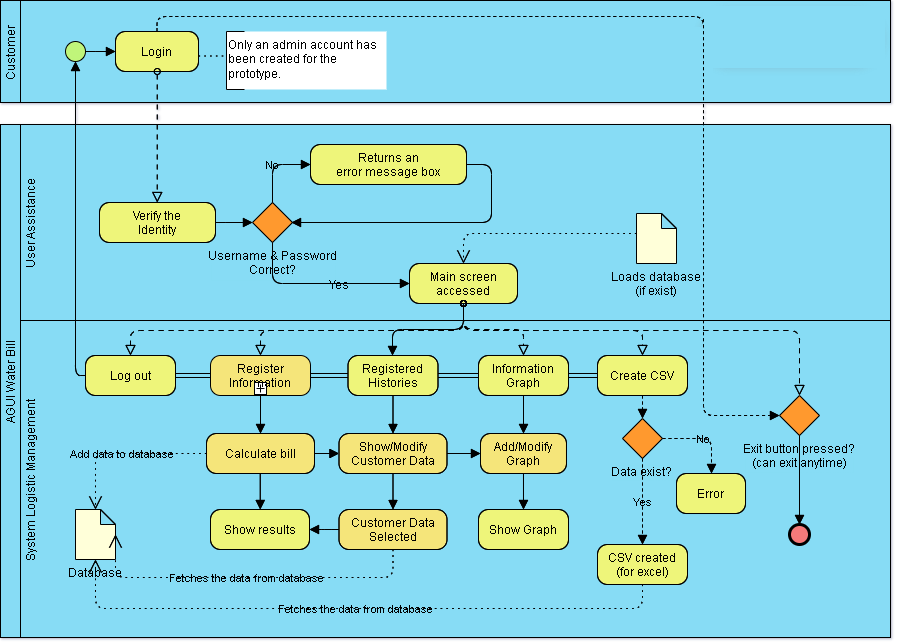 Customer
Login
Only an admin account has
been created for the
prototype.
AGUI Water Bill
User Assistance
Returns an
error message box
No
Verify the
Identity
Username & Password
Correct?
Yes
Main screen
accessed
Loads database
(if exist)
System Logistic Management
Log out
Register
Information
Registered
Histories
Information
Graph
Create CSV
Add data to database
Calculate bill
Show/Modify
Customer Data
Add/Modify
Graph
Data exist?
No
Exit button pressed?
(can exit anytime)
Yes
Error
Show results
Customer Data
Selected
Show Graph
CSV created
(for excel)
Database
Fetches the data from database
Fetches the data from database